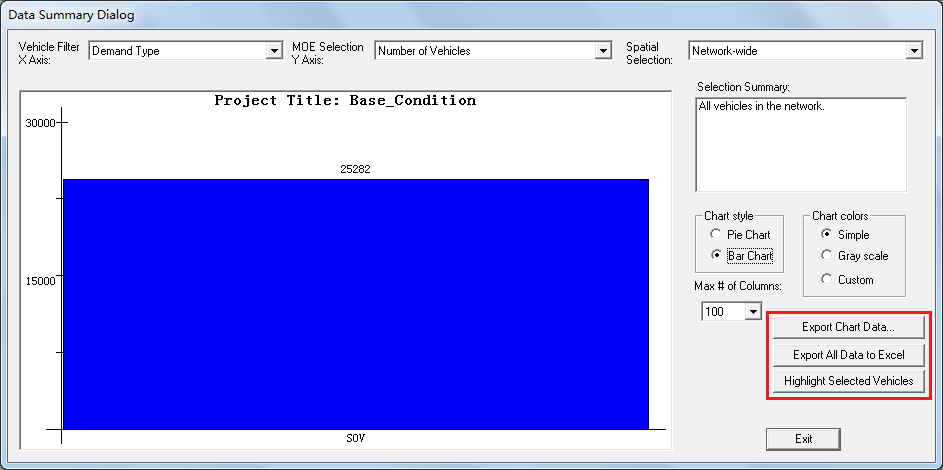 Data Summary Dialog
Vehicle Filter
X Axis:
Demand Type
MOE Selection
Y Axis:
Number of Vehicles
Spatial
Selection:
Network-wide
Project Title: Base_Condition
30000
25282
15000
SOV
Selection Summary:
All vehicles in the network.
Chart style
Pie Chart
Bar Chart
Chart colors
Simple
Gray scale
Custom
Max # of Columns:
100
Export Chart Data...
Export All Data to Excel
Highlight Selected Vehicles
Exit